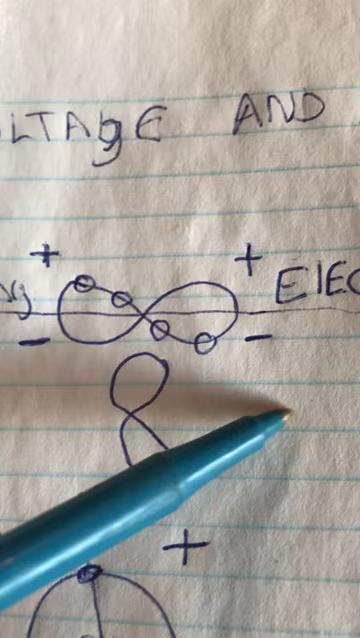 LTAgE AND
+ +
ElEC
- -
+